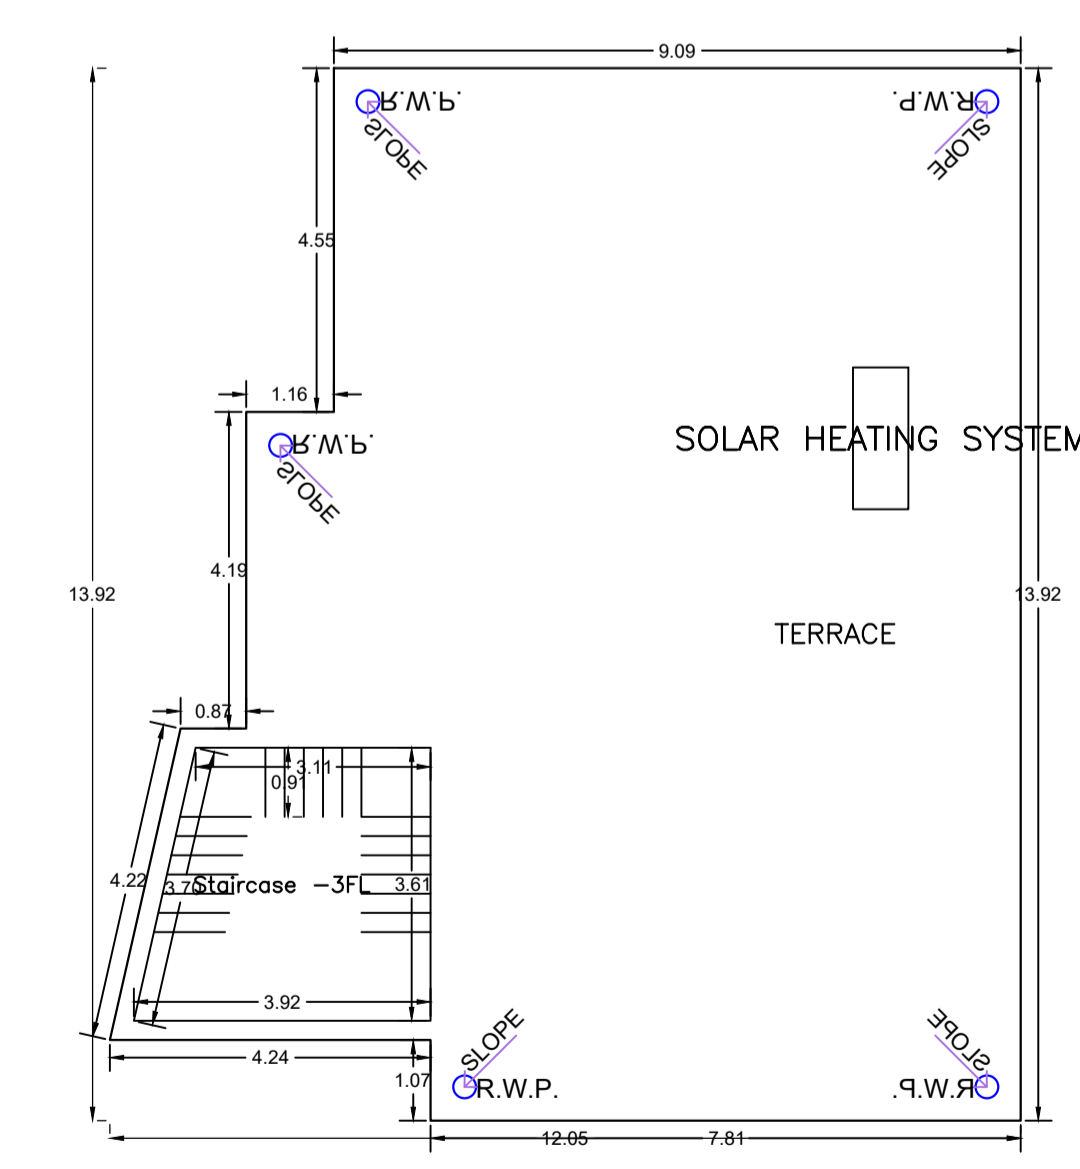 9.09
R.W.P.
R.W.P.
SLOPE
SLOPE
4.55
1.16
SOLAR HEATING SYSTEM
R.W.P.
SLOPE
4.19
13.92
13.92
TERRACE
0.87
3.11
0.91
4.22
3.70
Staircase -3FL
3.61
3.92
SLOPE
SLOPE
4.24
1.07
R.W.P.
R.W.P.
12.05
7.81